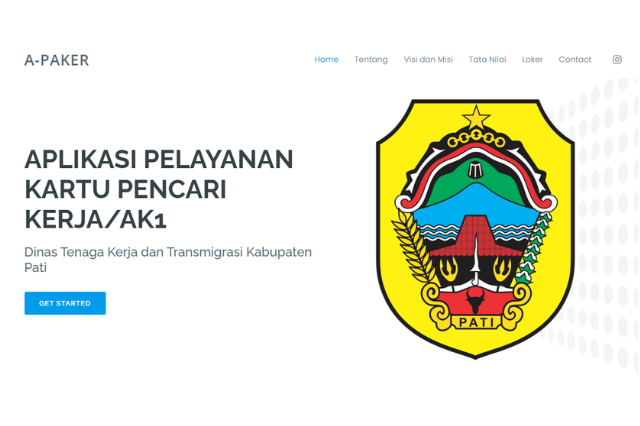 A-PAKER
Home Tentang Visi dan Misi Tata Nilai Loker Contact
APLIKASI PELAYANAN
KARTU PENCARI
KERJA/AK1
Dinas Tenaga Kerja dan Transmigrasi Kabupaten
Pati
GET STARTED
PATI